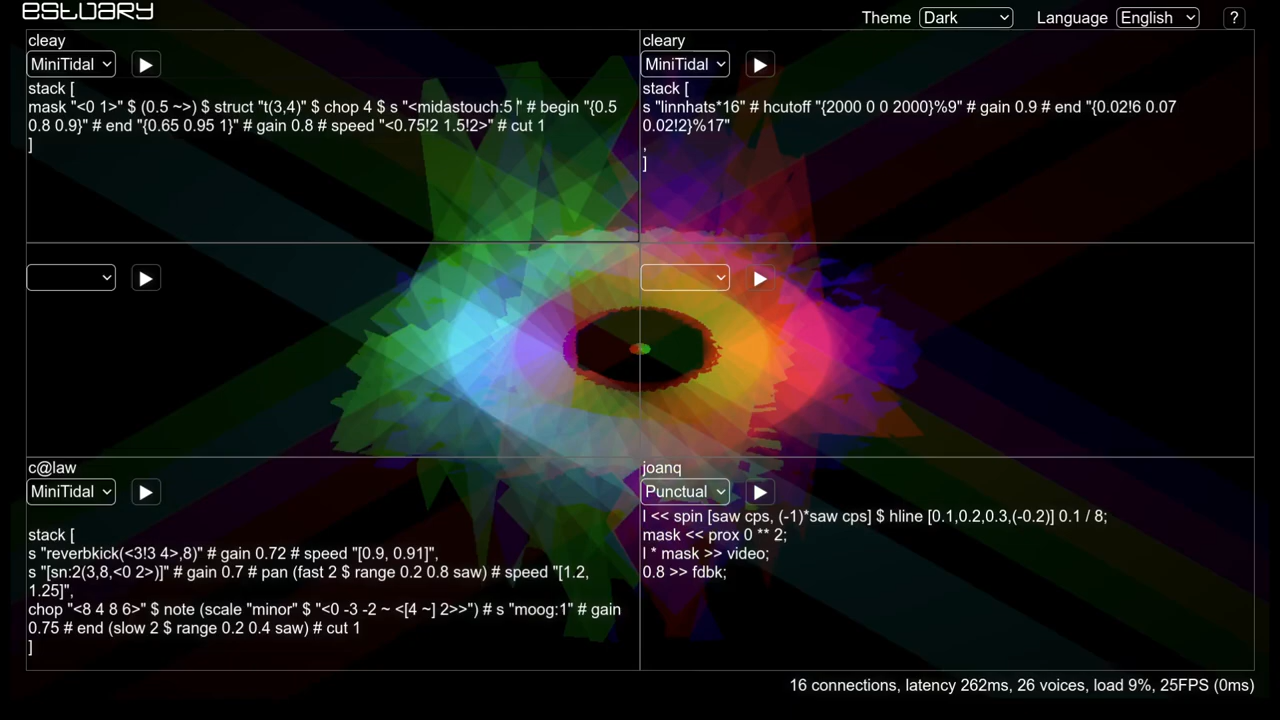 estuary
Theme Dark Language English ?
cleay
MiniTidal
stack [
mask "<0 1>" $ (0.5 ~>) $ struct "t(3,4)" $ chop 4 $ s "<midastouch:5 " # begin "{0.5
0.8 0.9}" # end "{0.65 0.95 1}" # gain 0.8 # speed "<0.75!2 1.5!2>" # cut 1
]
cleary
MiniTidal
stack [
s "linnhats*16" # hcutoff "{2000 0 0 2000}%9" # gain 0.9 # end "{0.02!6 0.07
0.02!2}%17"
,
]
c@law
MiniTidal
stack [
s "reverbkick(<3!3 4>,8)" # gain 0.72 # speed "[0.9, 0.91]",
s "[sn:2(3,8,<0 2>)]" # gain 0.7 # pan (fast 2 $ range 0.2 0.8 saw) # speed "[1.2,
1.25]",
chop "<8 4 8 6>" $ note (scale "minor" $ "<0 -3 -2 ~ <[4 ~] 2>>") # s "moog:1" # gain
0.75 # end (slow 2 $ range 0.2 0.4 saw) # cut 1
]
joanq
Punctual
l << spin [saw cps, (-1)*saw cps] $ hline [0.1,0.2,0.3,(-0.2)] 0.1 / 8;
mask << prox 0 ** 2;
l * mask >> video;
0.8 >> fdbk;
16 connections, latency 262ms, 26 voices, load 9%, 25FPS (0ms)